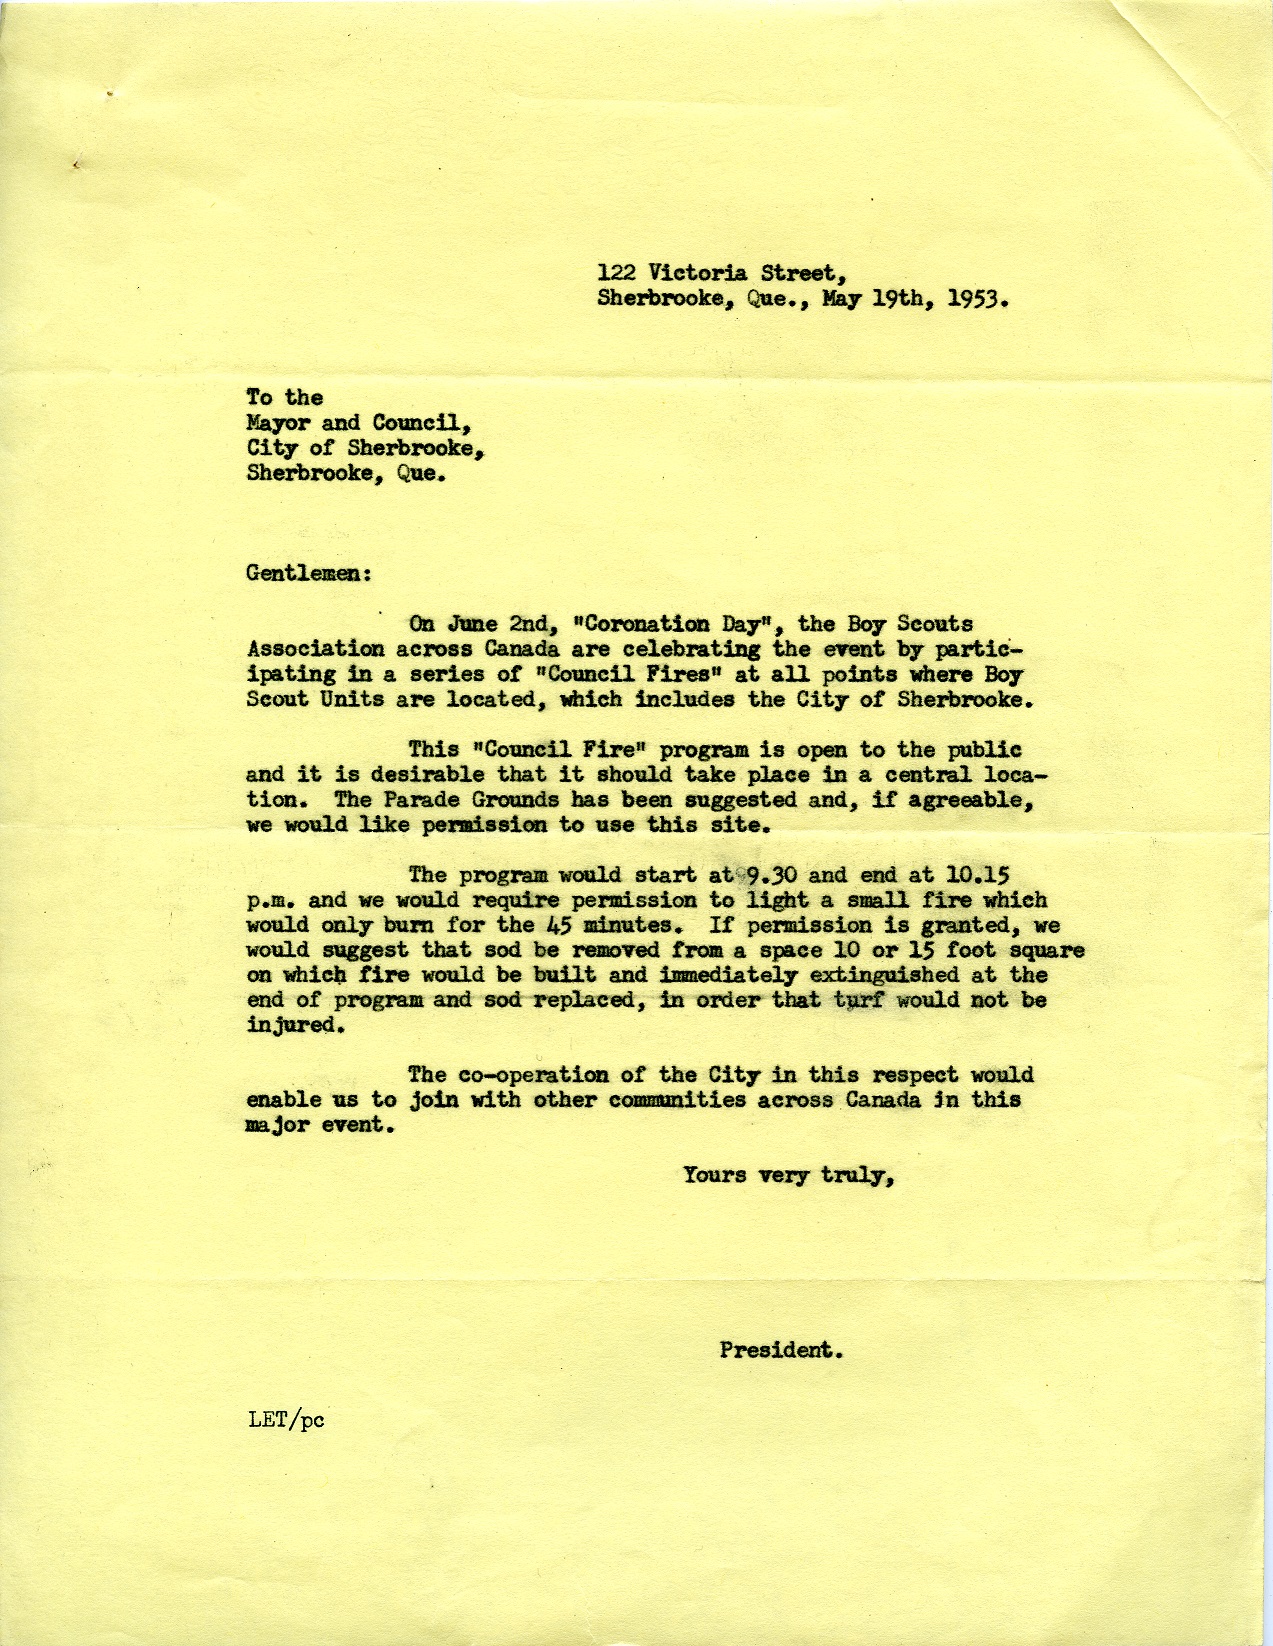 122 Victoria Street,
Sherbrooke, Que., May 19th, 1953.
To the
Mayor and Council,
City of Sherbrooke,
Sherbrooke, Que.
Gentlemen:
On June 2nd, "Coronation Day", the Boy Scouts
Association across Canada are celebrating the event by partic-
ipating in a series of "Council Fires" at all points where Boy
Scout Units are located, which includes the City of Sherbrooke.
This "Council Fire" program is open to the public
and it is desirable that it should take place in a central loca-
tion. The Parade Grounds has been suggested and, if agreeable,
we would like permission to use this site.
The program would start at 9.30 and end at 10.15
p.m. and we would require permission to light a small fire which
would only burn for the 45 minutes. If permission is granted, we
would suggest that sod be removed from a space 10 or 15 foot square
on which fire would be built and immediately extinguished at the
end of program and sod replaced, in order that turf would not be
injured.
The co-operation of the City in this respect would
enable us to join with other communities across Canada in this
major event.
Yours very truly,
President.
LET/pc